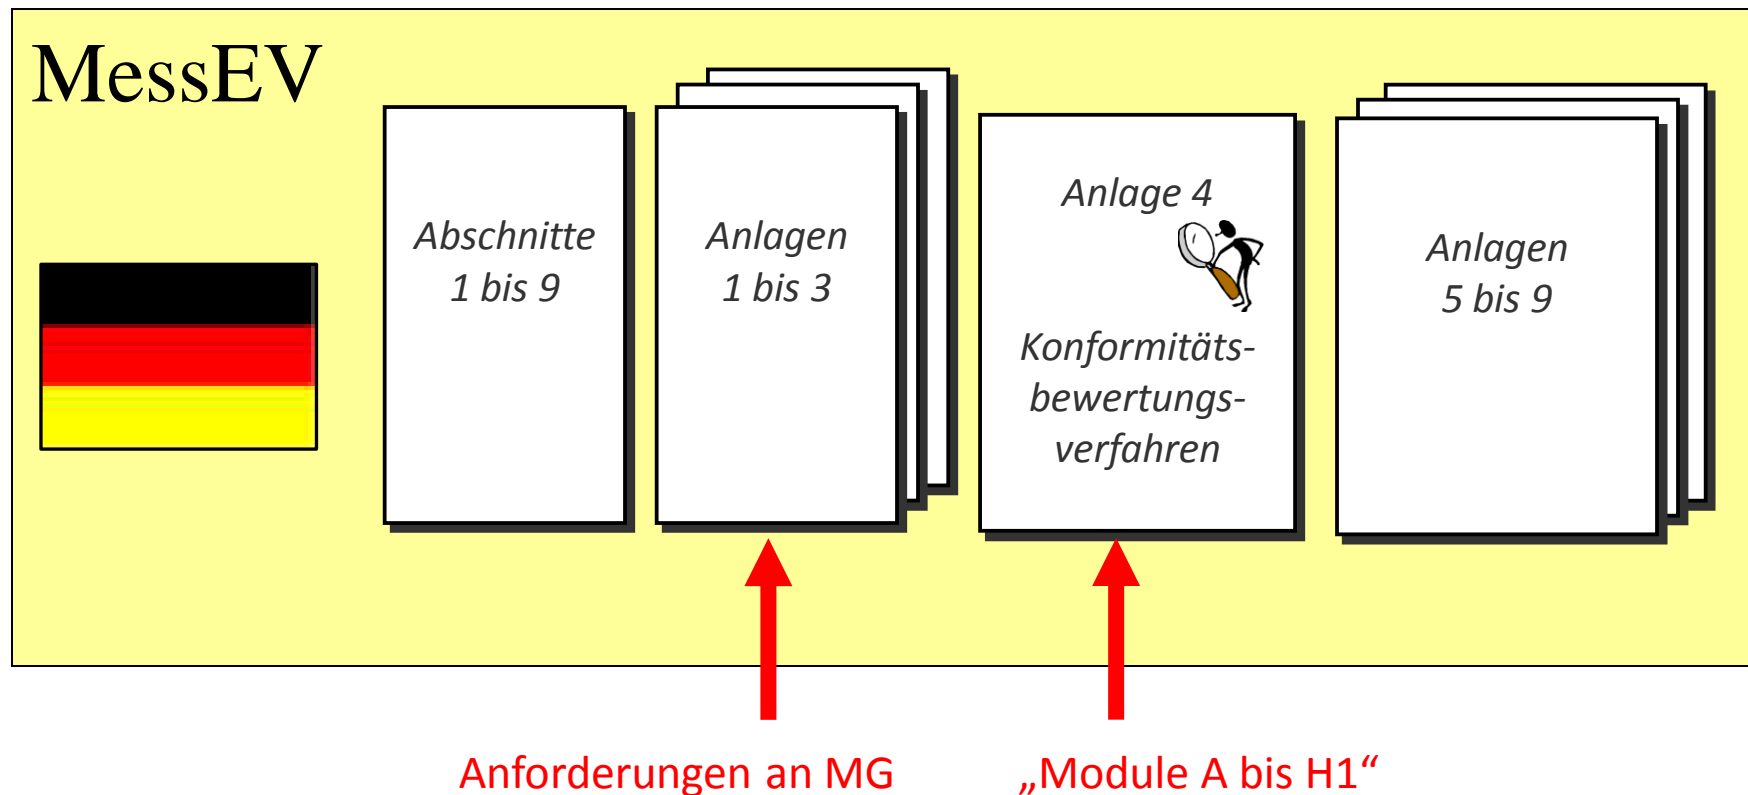 MessEV
Abschnitte
1 bis 9
Anlagen
1 bis 3
Anlage 4
Konformitäts-
bewertungs-
verfahren
Anlagen
5 bis 9
Anforderungen an MG
„Module A bis H1“